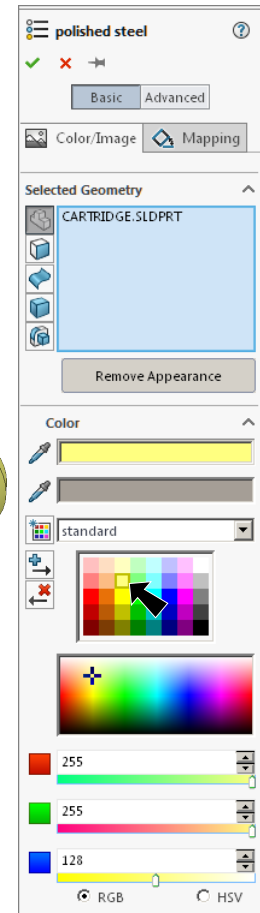 polished steel
Basic Advanced
Color/Image Mapping
Selected Geometry
CARTRIDGE.SLDPRT
Remove Appearance
Color
standard
255
255
128
RGB HSV